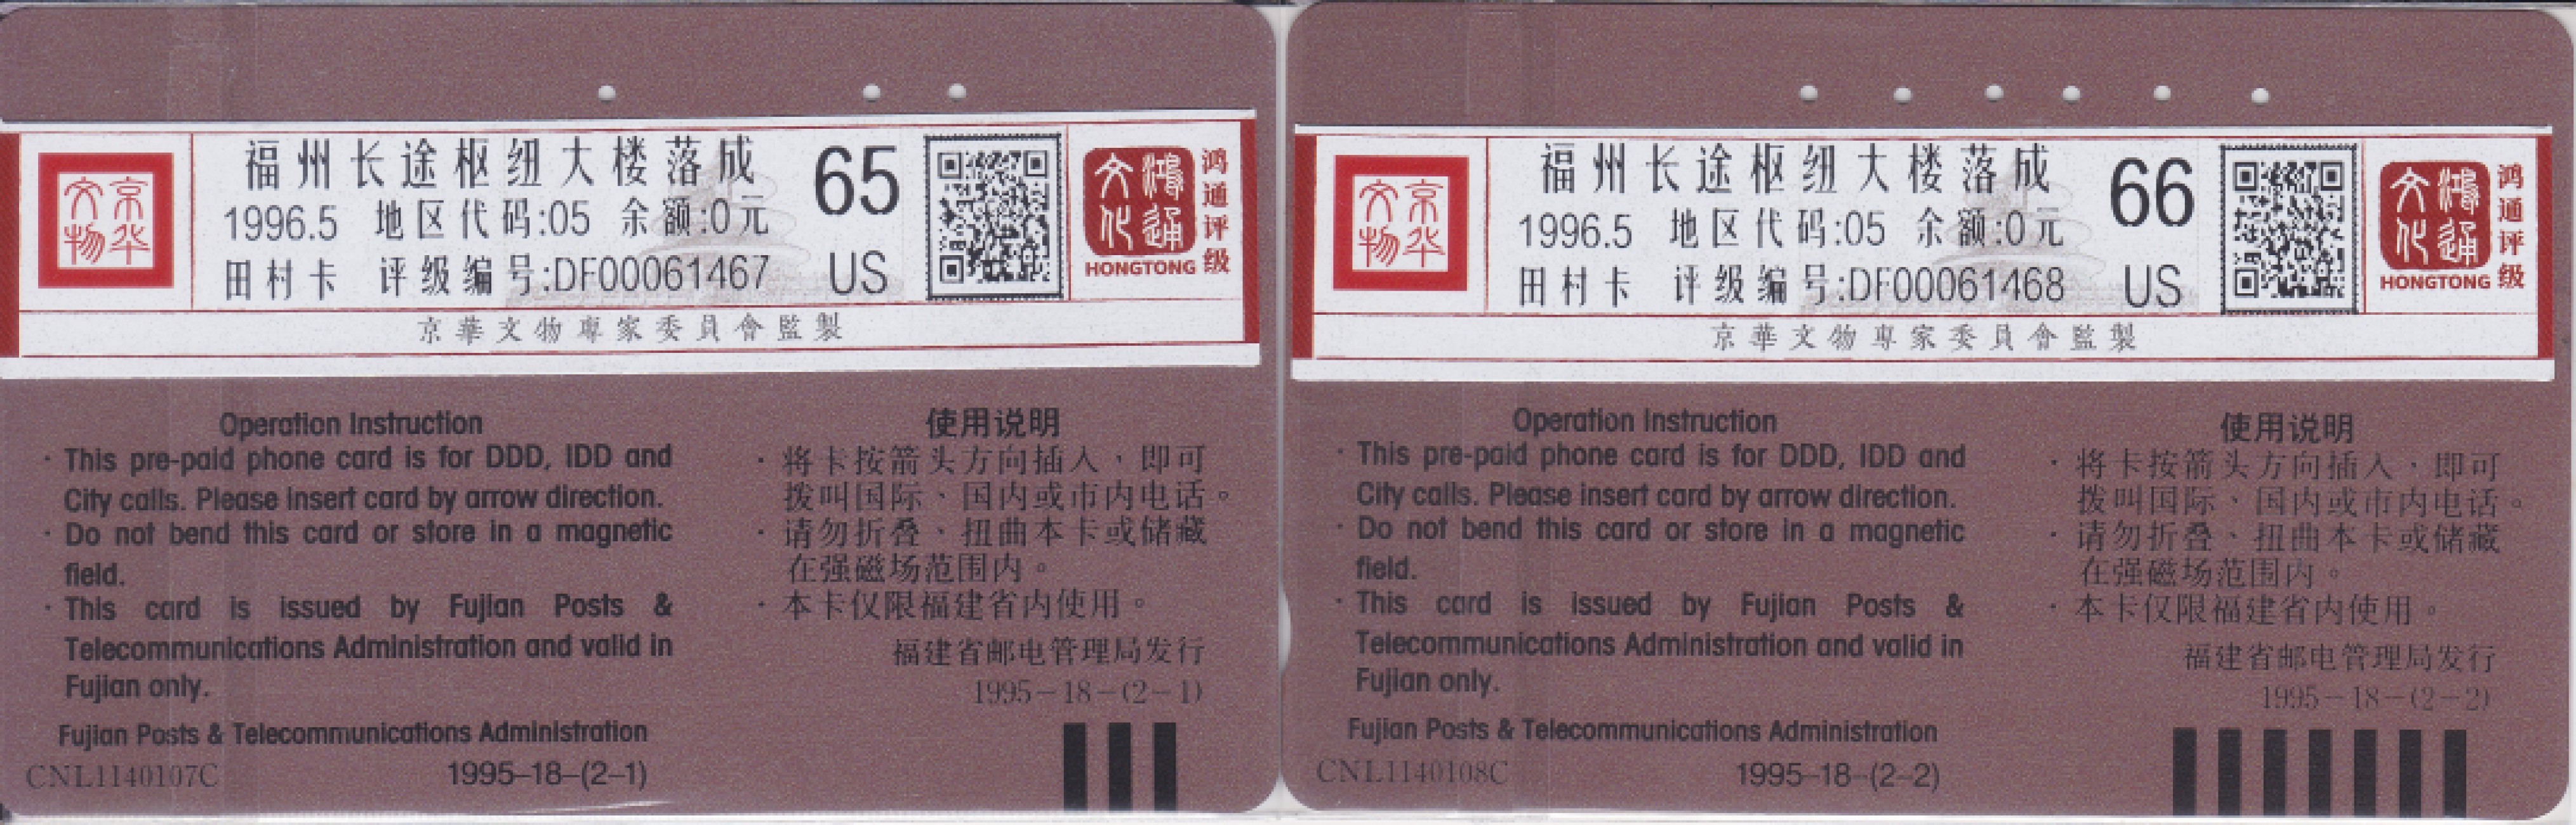 京华
文物
福州长途枢纽大楼落成
1996.5 地区代码:05 余额:0元
田村卡 评级编号:DF00061467
65
US
鴻通
文化
HONGTONG
鸿通评级
京華文物專家委員會監製
Operation Instruction
· This pre-paid phone card is for DDD, IDD and
City calls. Please insert card by arrow direction.
· Do not bend this card or store in a magnetic
field.
· This card is issued by Fujian Posts &
Telecommunications Administration and valid in
Fujian only.
Fujian Posts & Telecommunications Administration
CNL1140107C
1995–18–(2–1)
使用说明
· 将卡按箭头方向插入，即可
拨叫国际、国内或市内电话。
· 请勿折叠、扭曲本卡或储藏
在强磁场范围内。
· 本卡仅限福建省内使用。
福建省邮电管理局发行
1995－18－(2－1)
京华
文物
福州长途枢纽大楼落成
1996.5 地区代码:05 余额:0元
田村卡 评级编号:DF00061468
66
US
鴻通
文化
HONGTONG
鸿通评级
京華文物專家委員會監製
Operation Instruction
· This pre-paid phone card is for DDD, IDD and
City calls. Please insert card by arrow direction.
· Do not bend this card or store in a magnetic
field.
· This card is issued by Fujian Posts &
Telecommunications Administration and valid in
Fujian only.
Fujian Posts & Telecommunications Administration
CNL1140108C
1995–18–(2–2)
使用说明
· 将卡按箭头方向插入，即可
拨叫国际、国内或市内电话。
· 请勿折叠、扭曲本卡或储藏
在强磁场范围内。
· 本卡仅限福建省内使用。
福建省邮电管理局发行
1995－18－(2－2)